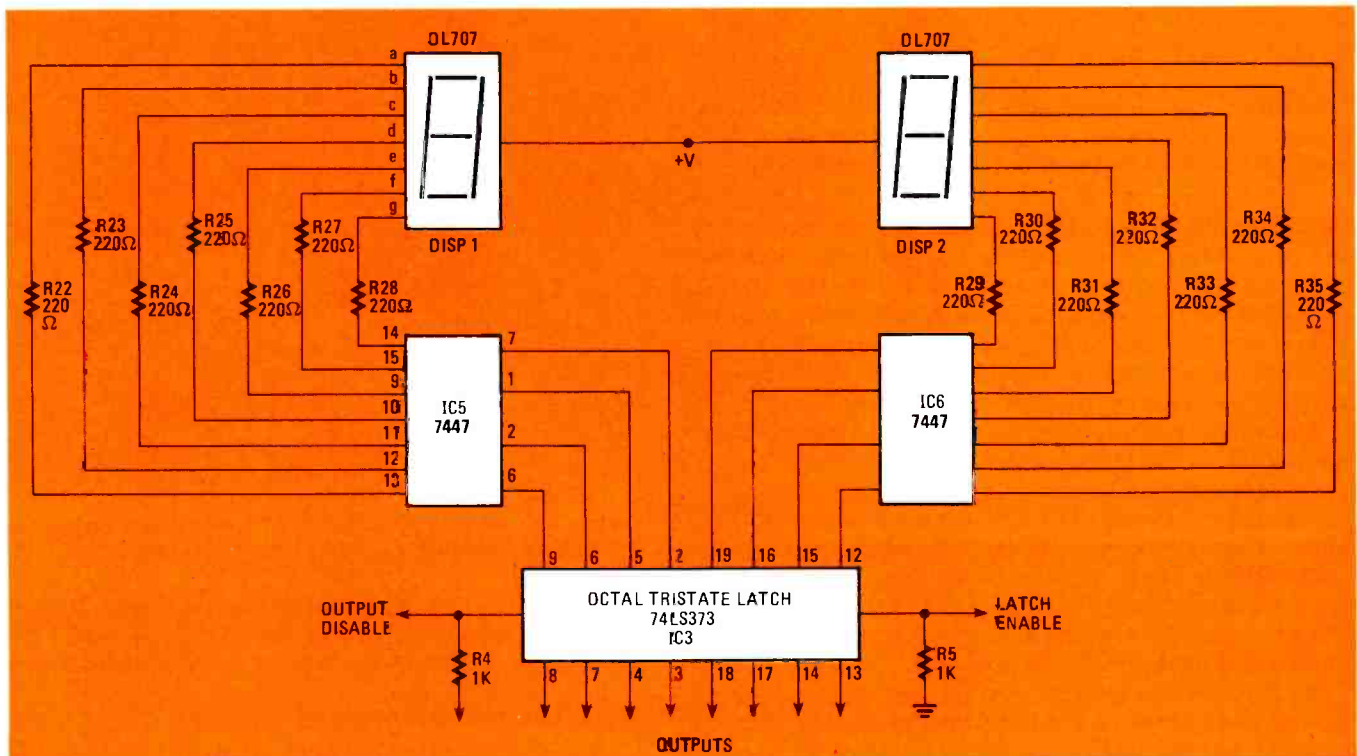 DL707
DL707
a
b
c
d
e
f
g
+V
DISP 1
DISP 2
R22
220
Ω
R23
220Ω
R24
220Ω
R25
220Ω
R26
220Ω
R27
220Ω
R28
220Ω
R29
220Ω
R30
220Ω
R31
220Ω
R32
220Ω
R33
220Ω
R34
220Ω
R35
220
Ω
14
15
9
10
11
12
13
IC5
7447
7
1
2
6
IC6
7447
9 6 5 2 19 16 15 12
OCTAL TRISTATE LATCH
74LS373
IC3
OUTPUT
DISABLE
LATCH
ENABLE
R4
1K
R5
1K
8 7 4 3 18 17 14 13
OUTPUTS